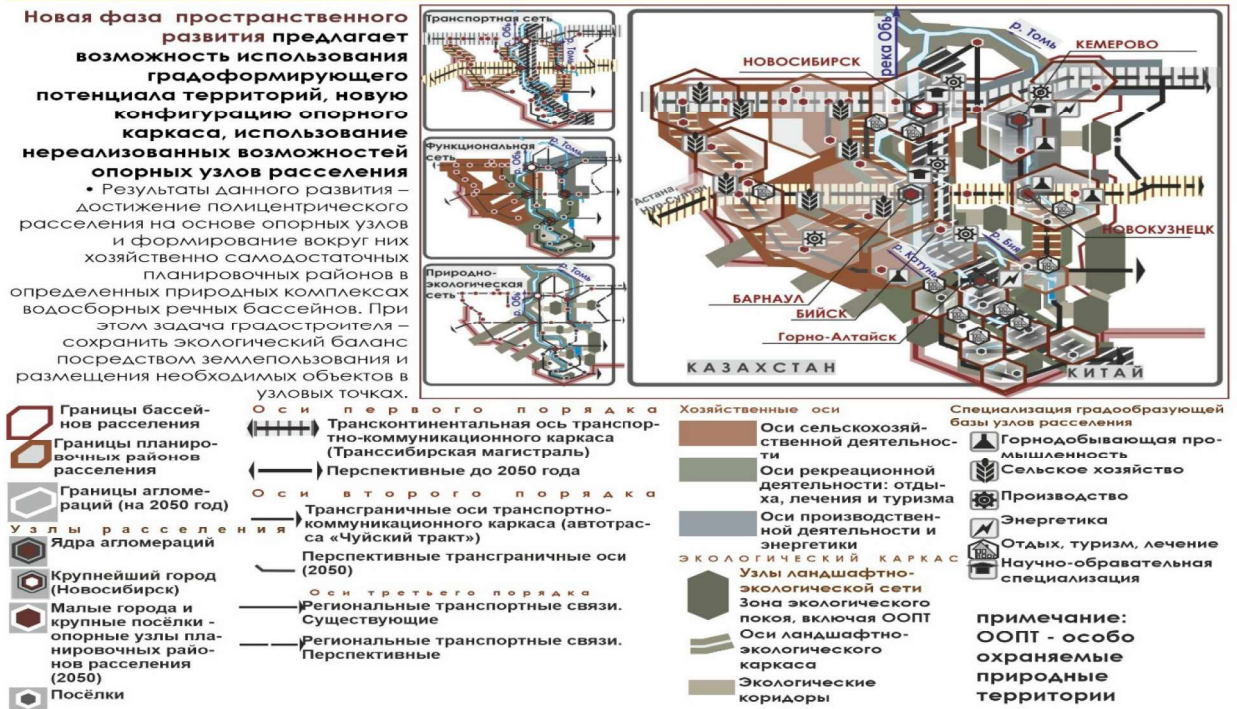 Новая фаза пространственного
развития предлагает
возможность использования
градоформирующего
потенциала территорий, новую
конфигурацию опорного
каркаса, использование
нереализованных возможностей
опорных узлов расселения
• Результаты данного развития –
достижение полицентрического
расселения на основе опорных узлов
и формирование вокруг них
хозяйственно самодостаточных
планировочных районов в
определенных природных комплексах
водосборных речных бассейнов. При
этом задача градостроителя –
сохранить экологический баланс
посредством землепользования и
размещения необходимых объектов в
узловых точках.
Транспортная сеть
р. Обь
р. Томь
Функциональная
сеть
р. Обь
р. Томь
Природно-
экологическая
сеть
р. Обь
р. Томь
река Обь
р. Томь
КЕМЕРОВО
НОВОСИБИРСК
Астана,
Нур-Султан
НОВОКУЗНЕЦК
р. Катунь
р. Бия
БАРНАУЛ
БИЙСК
Горно-Алтайск
КАЗАХСТАН
КИТАЙ
Границы бассей-
нов расселения
Границы планиро-
вочных районов
расселения
Границы агломе-
раций (на 2050 год)
Узлы расселения
Ядра агломераций
Крупнейший город
(Новосибирск)
Малые города и
крупные посёлки -
опорные узлы пла-
нировочных райо-
нов расселения
(2050)
Посёлки
Оси первого порядка
Трансконтинентальная ось транспор-
тно-коммуникационного каркаса
(Транссибирская магистраль)
Перспективные до 2050 года
Оси второго порядка
Трансграничные оси транспортно-
коммуникационного каркаса (автотрас-
са «Чуйский тракт»)
Перспективные трансграничные оси
(2050)
Оси третьего порядка
Региональные транспортные связи.
Существующие
Региональные транспортные связи.
Перспективные
Хозяйственные оси
Оси сельскохозяй-
ственной деятельнос-
ти
Оси рекреационной
деятельности: отды-
ха, лечения и туризма
Оси производствен-
ной деятельности и
энергетики
ЭКОЛОГИЧЕСКИЙ КАРКАС
Узлы ландшафтно-
экологической сети
Зона экологического
покоя, включая ООПТ
Оси ландшафтно-
экологического
каркаса
Экологические
коридоры
Специализация градообразующей
базы узлов расселения
Горнодобывающая про-
мышленность
Сельское хозяйство
Производство
Энергетика
Отдых, туризм, лечение
Научно-обравательная
специализация
примечание:
ООПТ - особо
охраняемые
природные
территории